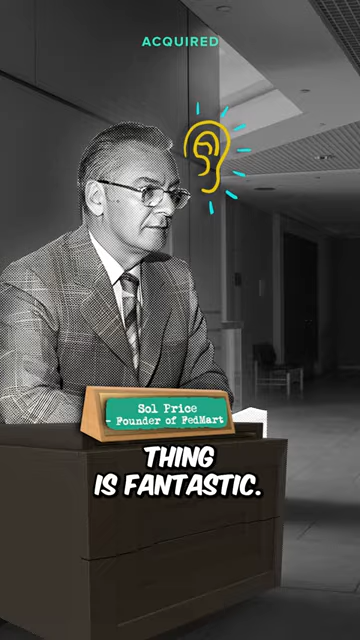 ACQUIRED
Sol Price
- Founder of FedMart
THING
IS FANTASTIC.